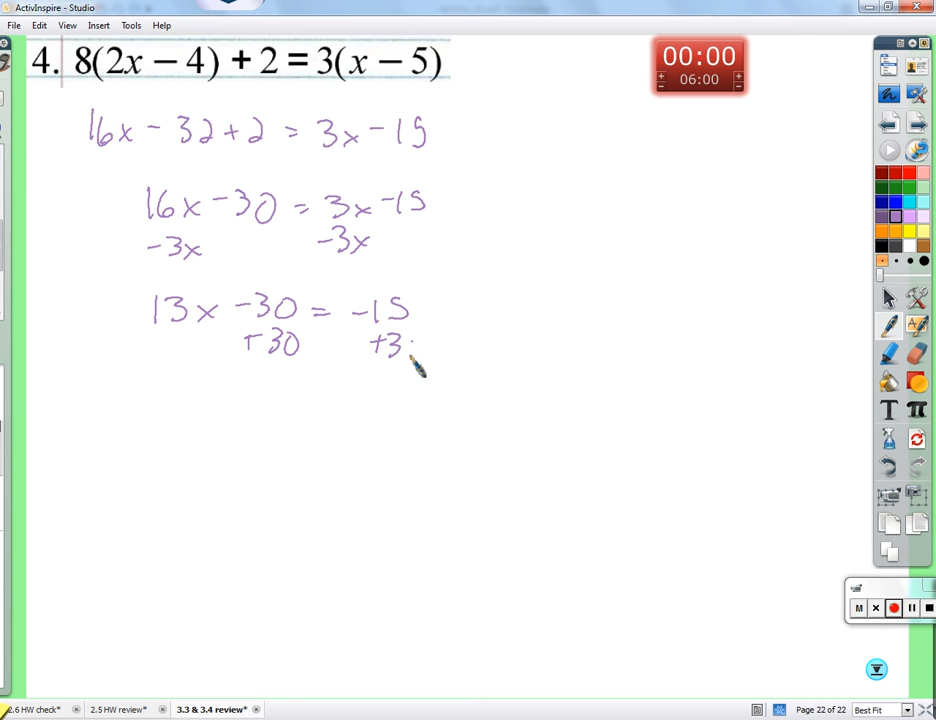 ActivInspire - Studio
File Edit View Insert Tools Help
4. 8(2x − 4) + 2 = 3(x − 5)
00:00
06:00
16x - 32 + 2 = 3x - 15
16x - 30 = 3x - 15
-3x -3x
13x - 30 = -15
+30 +3
M
T π
2.6 HW check* 2.5 HW review* 3.3 & 3.4 review* Page 22 of 22 Best Fit